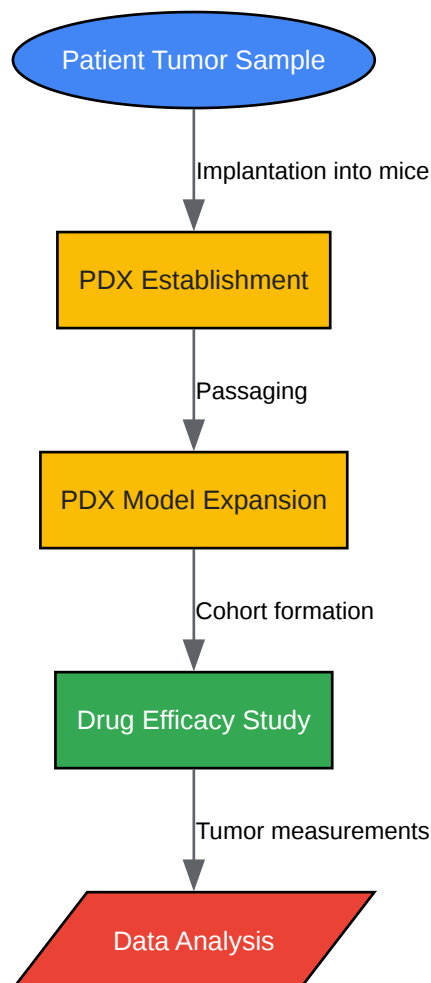 Patient Tumor Sample
Implantation into mice
PDX Establishment
Passaging
PDX Model Expansion
Cohort formation
Drug Efficacy Study
Tumor measurements
Data Analysis